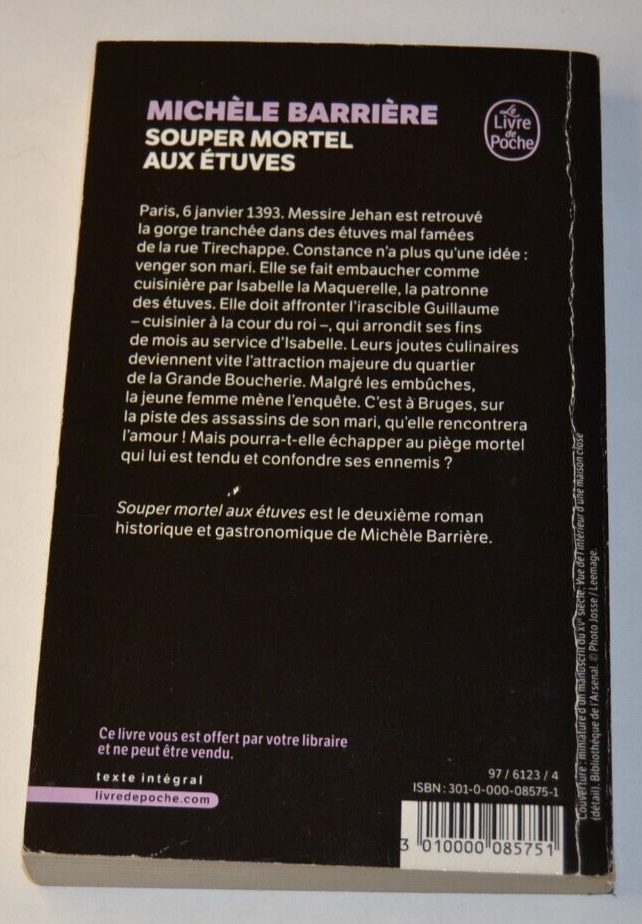 MICHÈLE BARRIÈRE
SOUPER MORTEL
AUX ÉTUVES
Le
Livre
de
Poche
Paris, 6 janvier 1393. Messire Jehan est retrouvé
la gorge tranchée dans des étuves mal famées
de la rue Tirechappe. Constance n'a plus qu'une idée :
venger son mari. Elle se fait embaucher comme
cuisinière par Isabelle la Maquerelle, la patronne
des étuves. Elle doit affronter l'irascible Guillaume
– cuisinier à la cour du roi –, qui arrondit ses fins
de mois au service d'Isabelle. Leurs joutes culinaires
deviennent vite l'attraction majeure du quartier
de la Grande Boucherie. Malgré les embûches,
la jeune femme mène l'enquête. C'est à Bruges, sur
la piste des assassins de son mari, qu'elle rencontrera
l'amour ! Mais pourra-t-elle échapper au piège mortel
qui lui est tendu et confondre ses ennemis ?
Souper mortel aux étuves est le deuxième roman
historique et gastronomique de Michèle Barrière.
Ce livre vous est offert par votre libraire
et ne peut être vendu.
texte intégral
livredepoche.com
97 / 6123 / 4
ISBN : 301-0-000-08575-1
3 010000 085751
Couverture : miniature d'un manuscrit du XVe siècle. Vue de l'intérieur d'une maison close
(détail). Bibliothèque de l'Arsenal. © Photo Josse / Leemage.